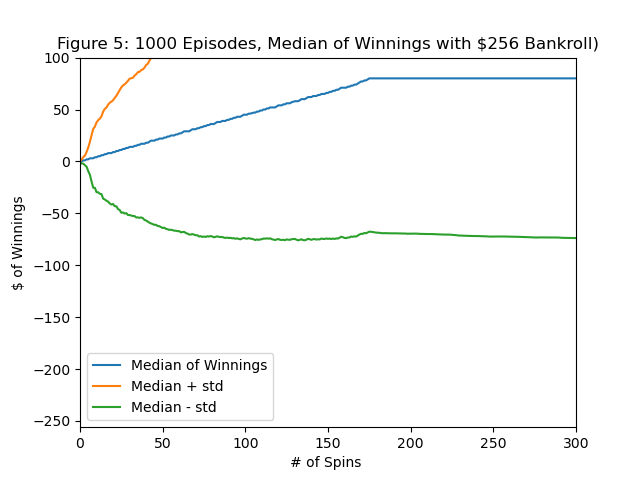 Figure 5: 1000 Episodes, Median of Winnings with $256 Bankroll)
100
50
0
−50
−100
−150
−200
−250
$ of Winnings
Median of Winnings
Median + std
Median - std
0 50 100 150 200 250 300
# of Spins